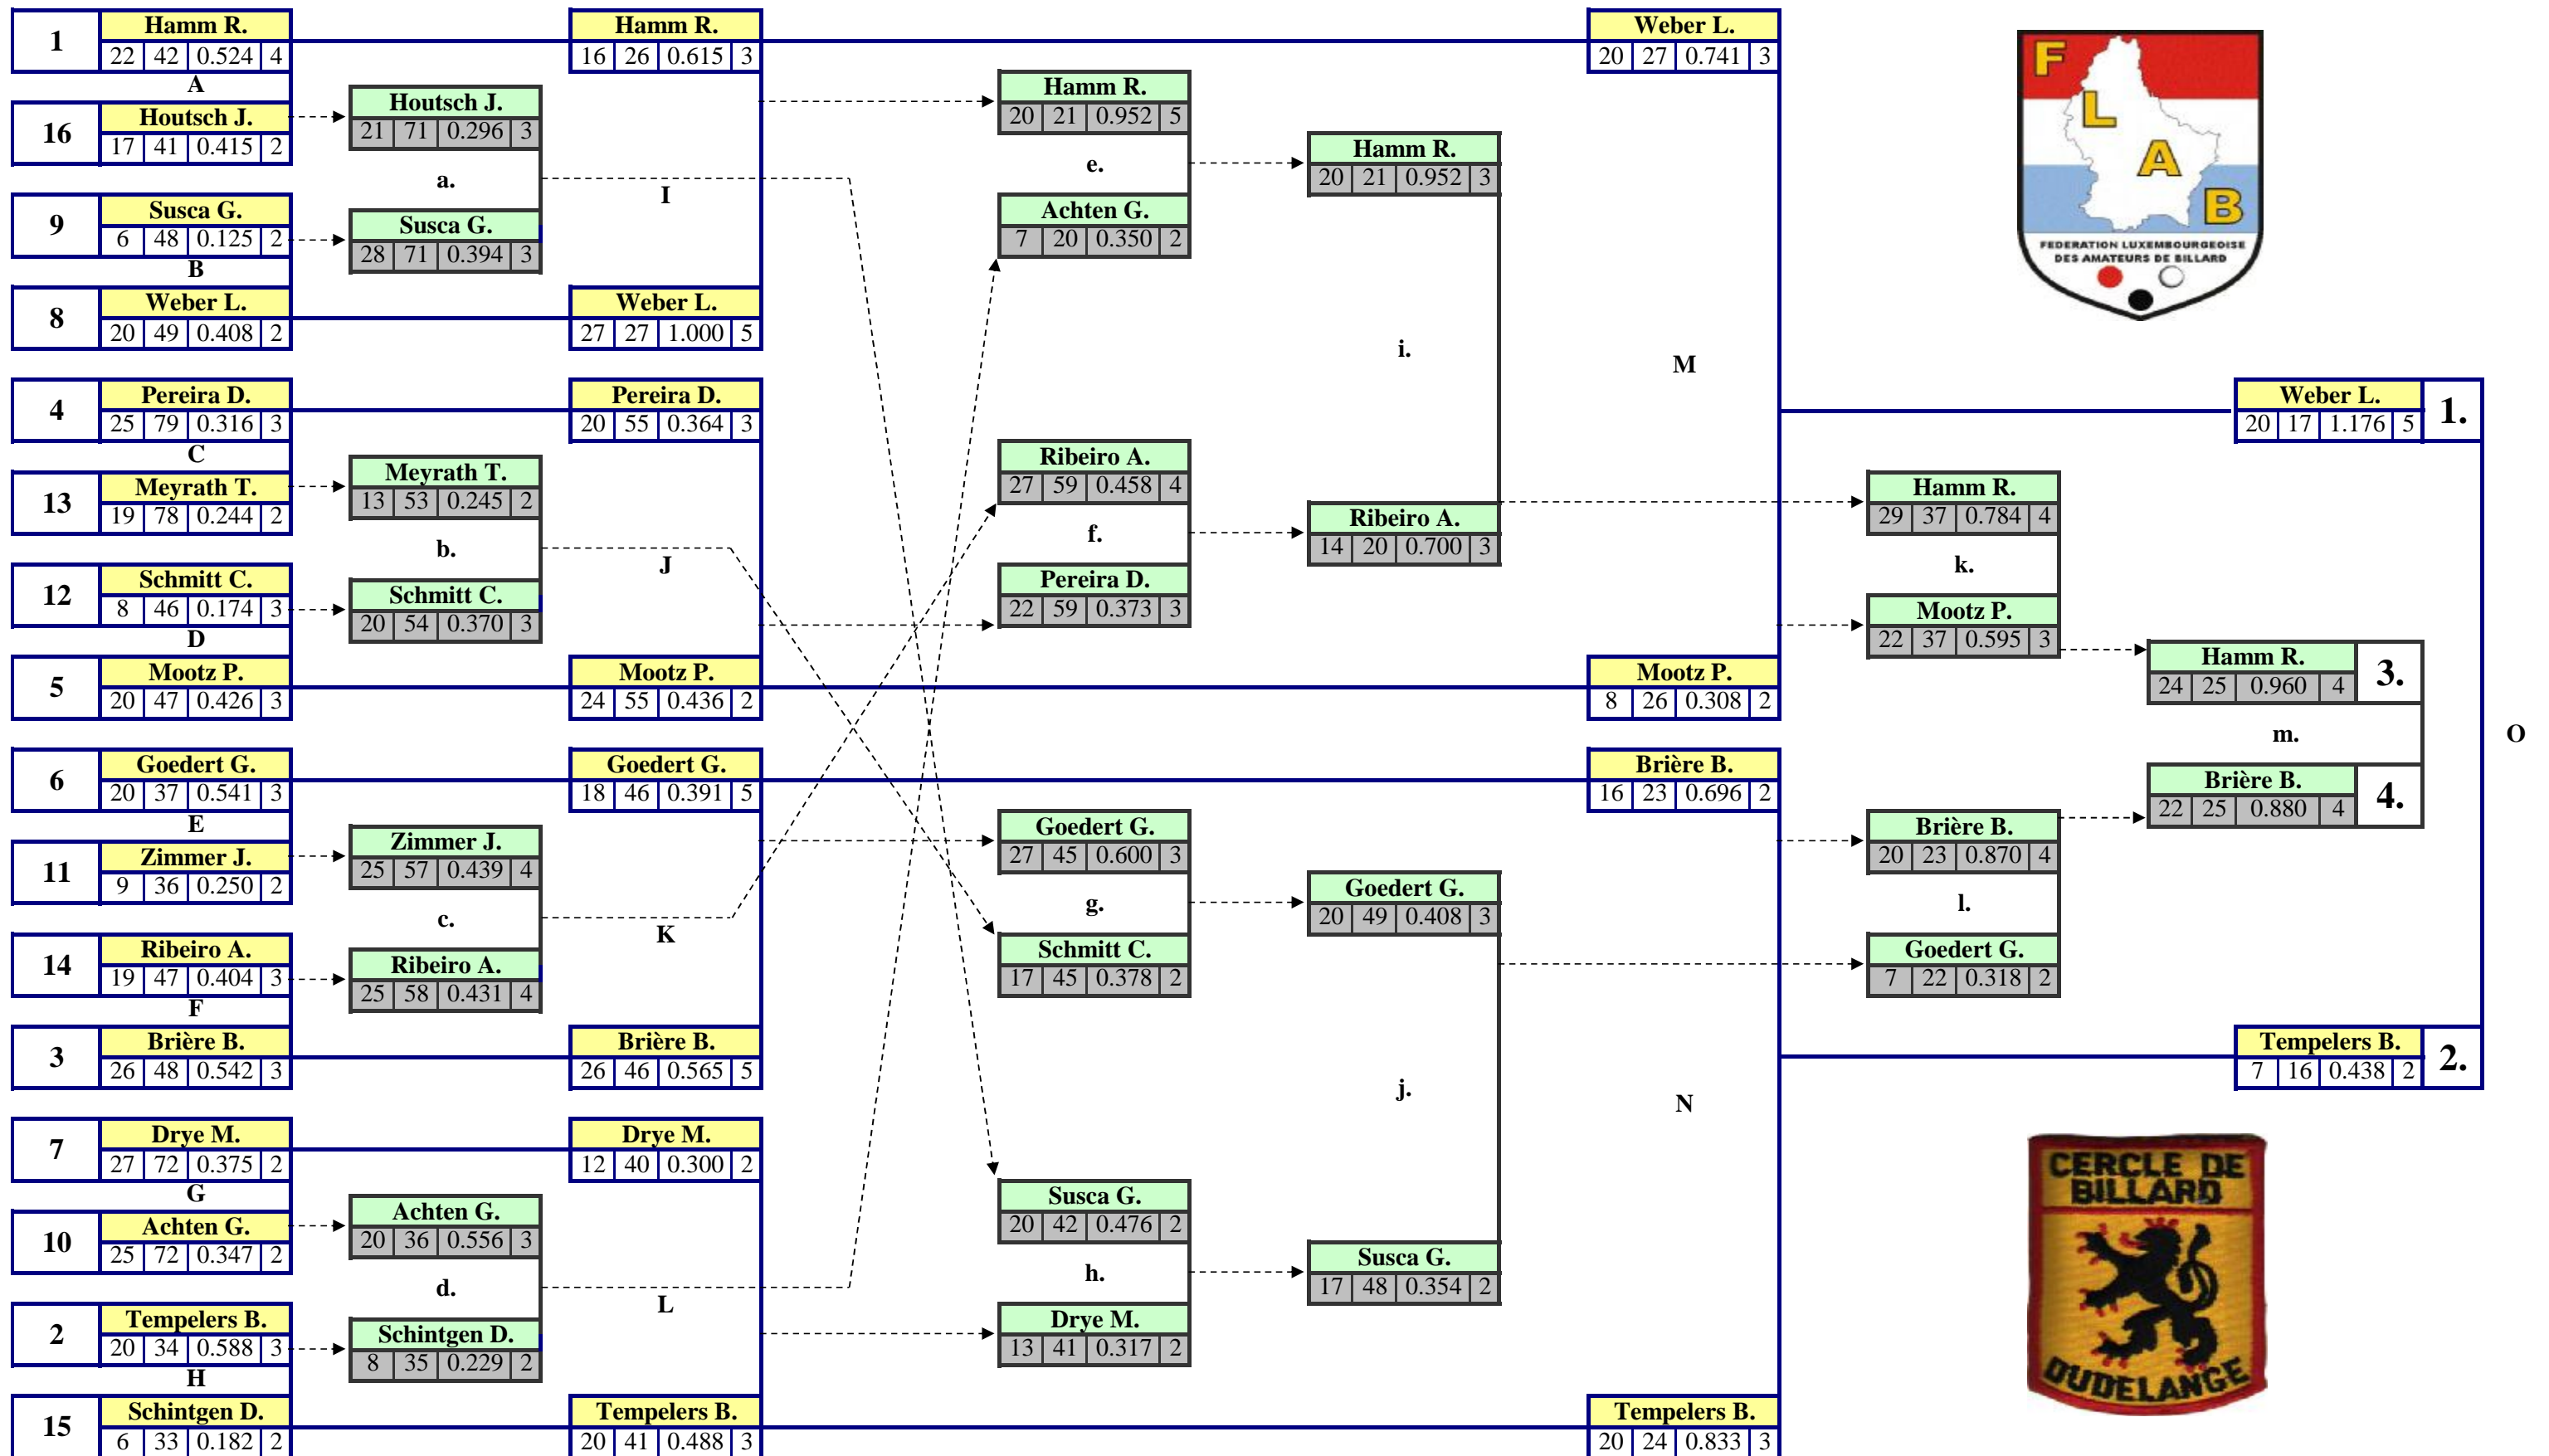 1
Hamm R.
22 42 0.524 4
A
16
Houtsch J.
17 41 0.415 2
9
Susca G.
6 48 0.125 2
B
8
Weber L.
20 49 0.408 2
4
Pereira D.
25 79 0.316 3
C
13
Meyrath T.
19 78 0.244 2
12
Schmitt C.
8 46 0.174 3
D
5
Mootz P.
20 47 0.426 3
6
Goedert G.
20 37 0.541 3
E
11
Zimmer J.
9 36 0.250 2
14
Ribeiro A.
19 47 0.404 3
F
3
Brière B.
26 48 0.542 3
7
Drye M.
27 72 0.375 2
G
10
Achten G.
25 72 0.347 2
2
Tempelers B.
20 34 0.588 3
H
15
Schintgen D.
6 33 0.182 2
Houtsch J.
21 71 0.296 3
a.
Susca G.
28 71 0.394 3
Meyrath T.
13 53 0.245 2
b.
Schmitt C.
20 54 0.370 3
Zimmer J.
25 57 0.439 4
c.
Ribeiro A.
25 58 0.431 4
Achten G.
20 36 0.556 3
d.
Schintgen D.
8 35 0.229 2
Hamm R.
16 26 0.615 3
I
Weber L.
27 27 1.000 5
Pereira D.
20 55 0.364 3
J
Mootz P.
24 55 0.436 2
Goedert G.
18 46 0.391 5
K
Brière B.
26 46 0.565 5
Drye M.
12 40 0.300 2
L
Tempelers B.
20 41 0.488 3
Hamm R.
20 21 0.952 5
e.
Achten G.
7 20 0.350 2
Ribeiro A.
27 59 0.458 4
f.
Pereira D.
22 59 0.373 3
Goedert G.
27 45 0.600 3
g.
Schmitt C.
17 45 0.378 2
Susca G.
20 42 0.476 2
h.
Drye M.
13 41 0.317 2
Hamm R.
20 21 0.952 3
i.
Ribeiro A.
14 20 0.700 3
Goedert G.
20 49 0.408 3
j.
Susca G.
17 48 0.354 2
Weber L.
20 27 0.741 3
M
Mootz P.
8 26 0.308 2
Brière B.
16 23 0.696 2
N
Tempelers B.
20 24 0.833 3
Hamm R.
29 37 0.784 4
k.
Mootz P.
22 37 0.595 3
Brière B.
20 23 0.870 4
l.
Goedert G.
7 22 0.318 2
Hamm R.
24 25 0.960 4
3.
m.
Brière B.
22 25 0.880 4
4.
Weber L.
20 17 1.176 5
1.
O
Tempelers B.
7 16 0.438 2
2.
F
L
A
B
FEDERATION LUXEMBOURGEOISE
DES AMATEURS DE BILLARD
CERCLE DE
BILLARD
DUDELANGE